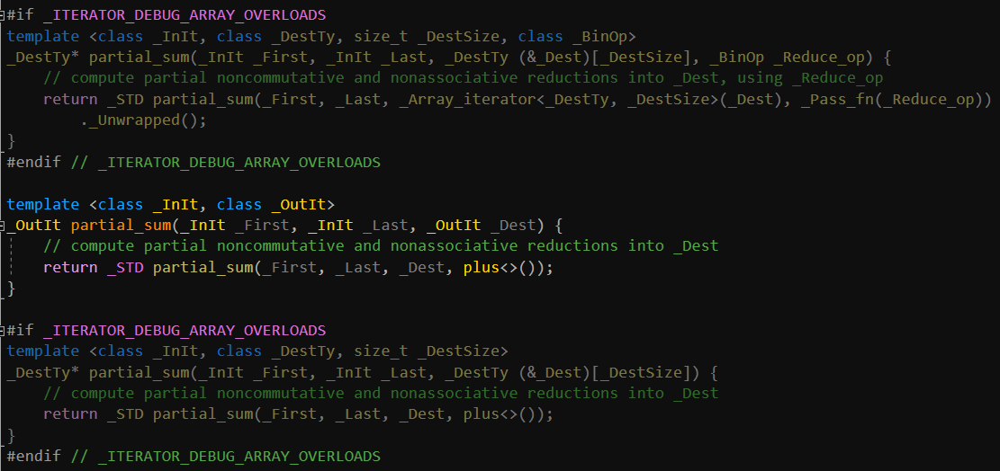 #if _ITERATOR_DEBUG_ARRAY_OVERLOADS
template <class _InIt, class _DestTy, size_t _DestSize, class _BinOp>
_DestTy* partial_sum(_InIt _First, _InIt _Last, _DestTy (&_Dest)[_DestSize], _BinOp _Reduce_op) {
    // compute partial noncommutative and nonassociative reductions into _Dest, using _Reduce_op
    return _STD partial_sum(_First, _Last, _Array_iterator<_DestTy, _DestSize>(_Dest), _Pass_fn(_Reduce_op))
        ._Unwrapped();
}
#endif // _ITERATOR_DEBUG_ARRAY_OVERLOADS
template <class _InIt, class _OutIt>
_OutIt partial_sum(_InIt _First, _InIt _Last, _OutIt _Dest) {
    // compute partial noncommutative and nonassociative reductions into _Dest
    return _STD partial_sum(_First, _Last, _Dest, plus<>());
}
#if _ITERATOR_DEBUG_ARRAY_OVERLOADS
template <class _InIt, class _DestTy, size_t _DestSize>
_DestTy* partial_sum(_InIt _First, _InIt _Last, _DestTy (&_Dest)[_DestSize]) {
    // compute partial noncommutative and nonassociative reductions into _Dest
    return _STD partial_sum(_First, _Last, _Dest, plus<>());
}
#endif // _ITERATOR_DEBUG_ARRAY_OVERLOADS